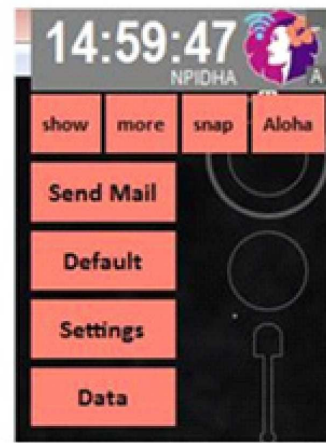 14:59:47
NPIDHA A
show more snap Aloha
Send Mail
Default
Settings
Data